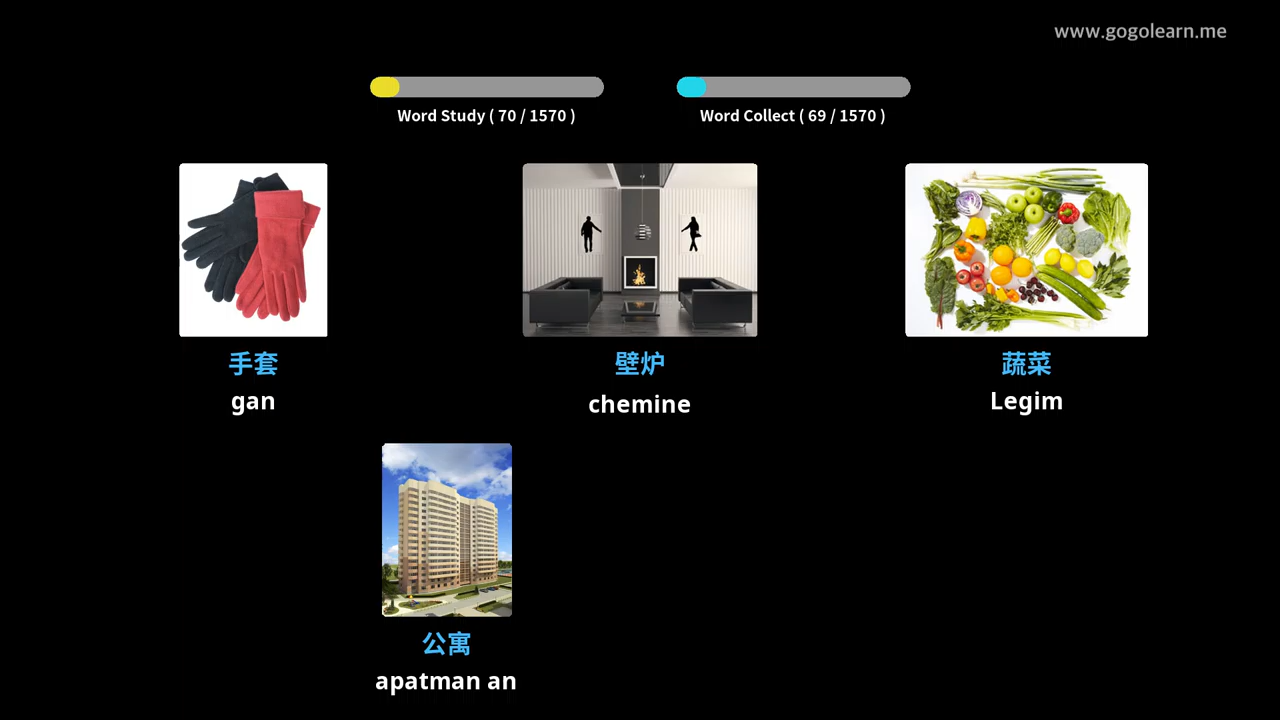 www.gogolearn.me
Word Study ( 70 / 1570 )
Word Collect ( 69 / 1570 )
手套
gan
壁炉
chemine
蔬菜
Legim
公寓
apatman an